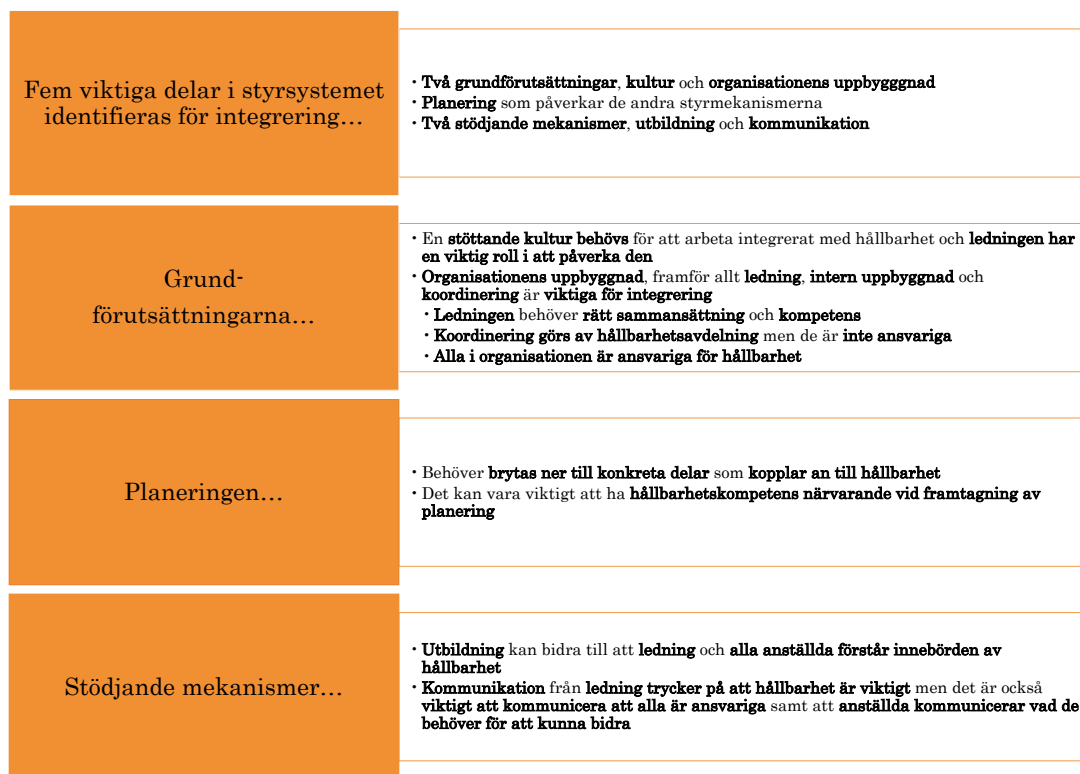 Fem viktiga delar i styrsystemet
identifieras för integrering…
• Två grundförutsättningar, kultur och organisationens uppbygggnad
• Planering som påverkar de andra styrmekanismerna
• Två stödjande mekanismer, utbildning och kommunikation
Grund-
förutsättningarna…
• En stöttande kultur behövs för att arbeta integrerat med hållbarhet och ledningen har
en viktig roll i att påverka den
• Organisationens uppbyggnad, framför allt ledning, intern uppbyggnad och
koordinering är viktiga för integrering
• Ledningen behöver rätt sammansättning och kompetens
• Koordinering görs av hållbarhetsavdelning men de är inte ansvariga
• Alla i organisationen är ansvariga för hållbarhet
Planeringen…
• Behöver brytas ner till konkreta delar som kopplar an till hållbarhet
• Det kan vara viktigt att ha hållbarhetskompetens närvarande vid framtagning av
planering
Stödjande mekanismer…
• Utbildning kan bidra till att ledning och alla anställda förstår innebörden av
hållbarhet
• Kommunikation från ledning trycker på att hållbarhet är viktigt men det är också
viktigt att kommunicera att alla är ansvariga samt att anställda kommunicerar vad de
behöver för att kunna bidra